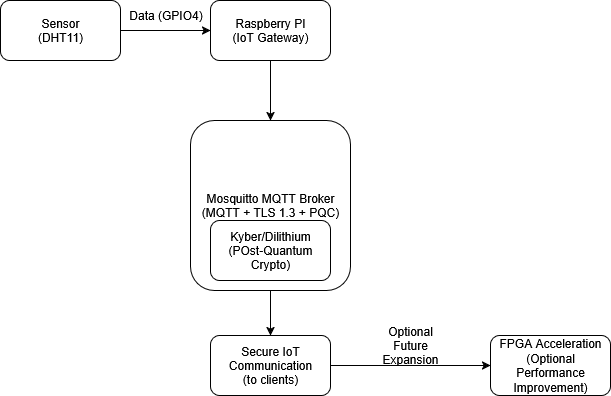 Sensor
(DHT11)
Data (GPIO4)
Raspberry PI
(IoT Gateway)
Mosquitto MQTT Broker
(MQTT + TLS 1.3 + PQC)
Kyber/Dilithium
(POst-Quantum
Crypto)
Secure IoT
Communication
(to clients)
Optional
Future
Expansion
FPGA Acceleration
(Optional
Performance
Improvement)